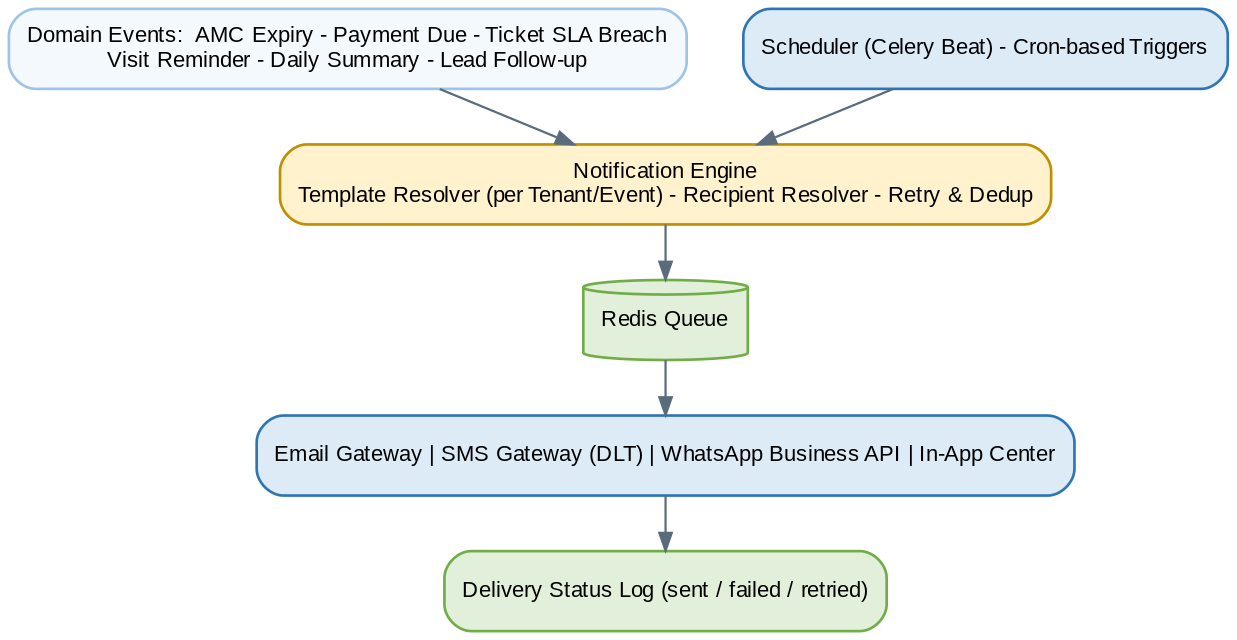 Domain Events:  AMC Expiry - Payment Due - Ticket SLA Breach
Visit Reminder - Daily Summary - Lead Follow-up
Scheduler (Celery Beat) - Cron-based Triggers
Notification Engine
Template Resolver (per Tenant/Event) - Recipient Resolver - Retry & Dedup
Redis Queue
Email Gateway | SMS Gateway (DLT) | WhatsApp Business API | In-App Center
Delivery Status Log (sent / failed / retried)